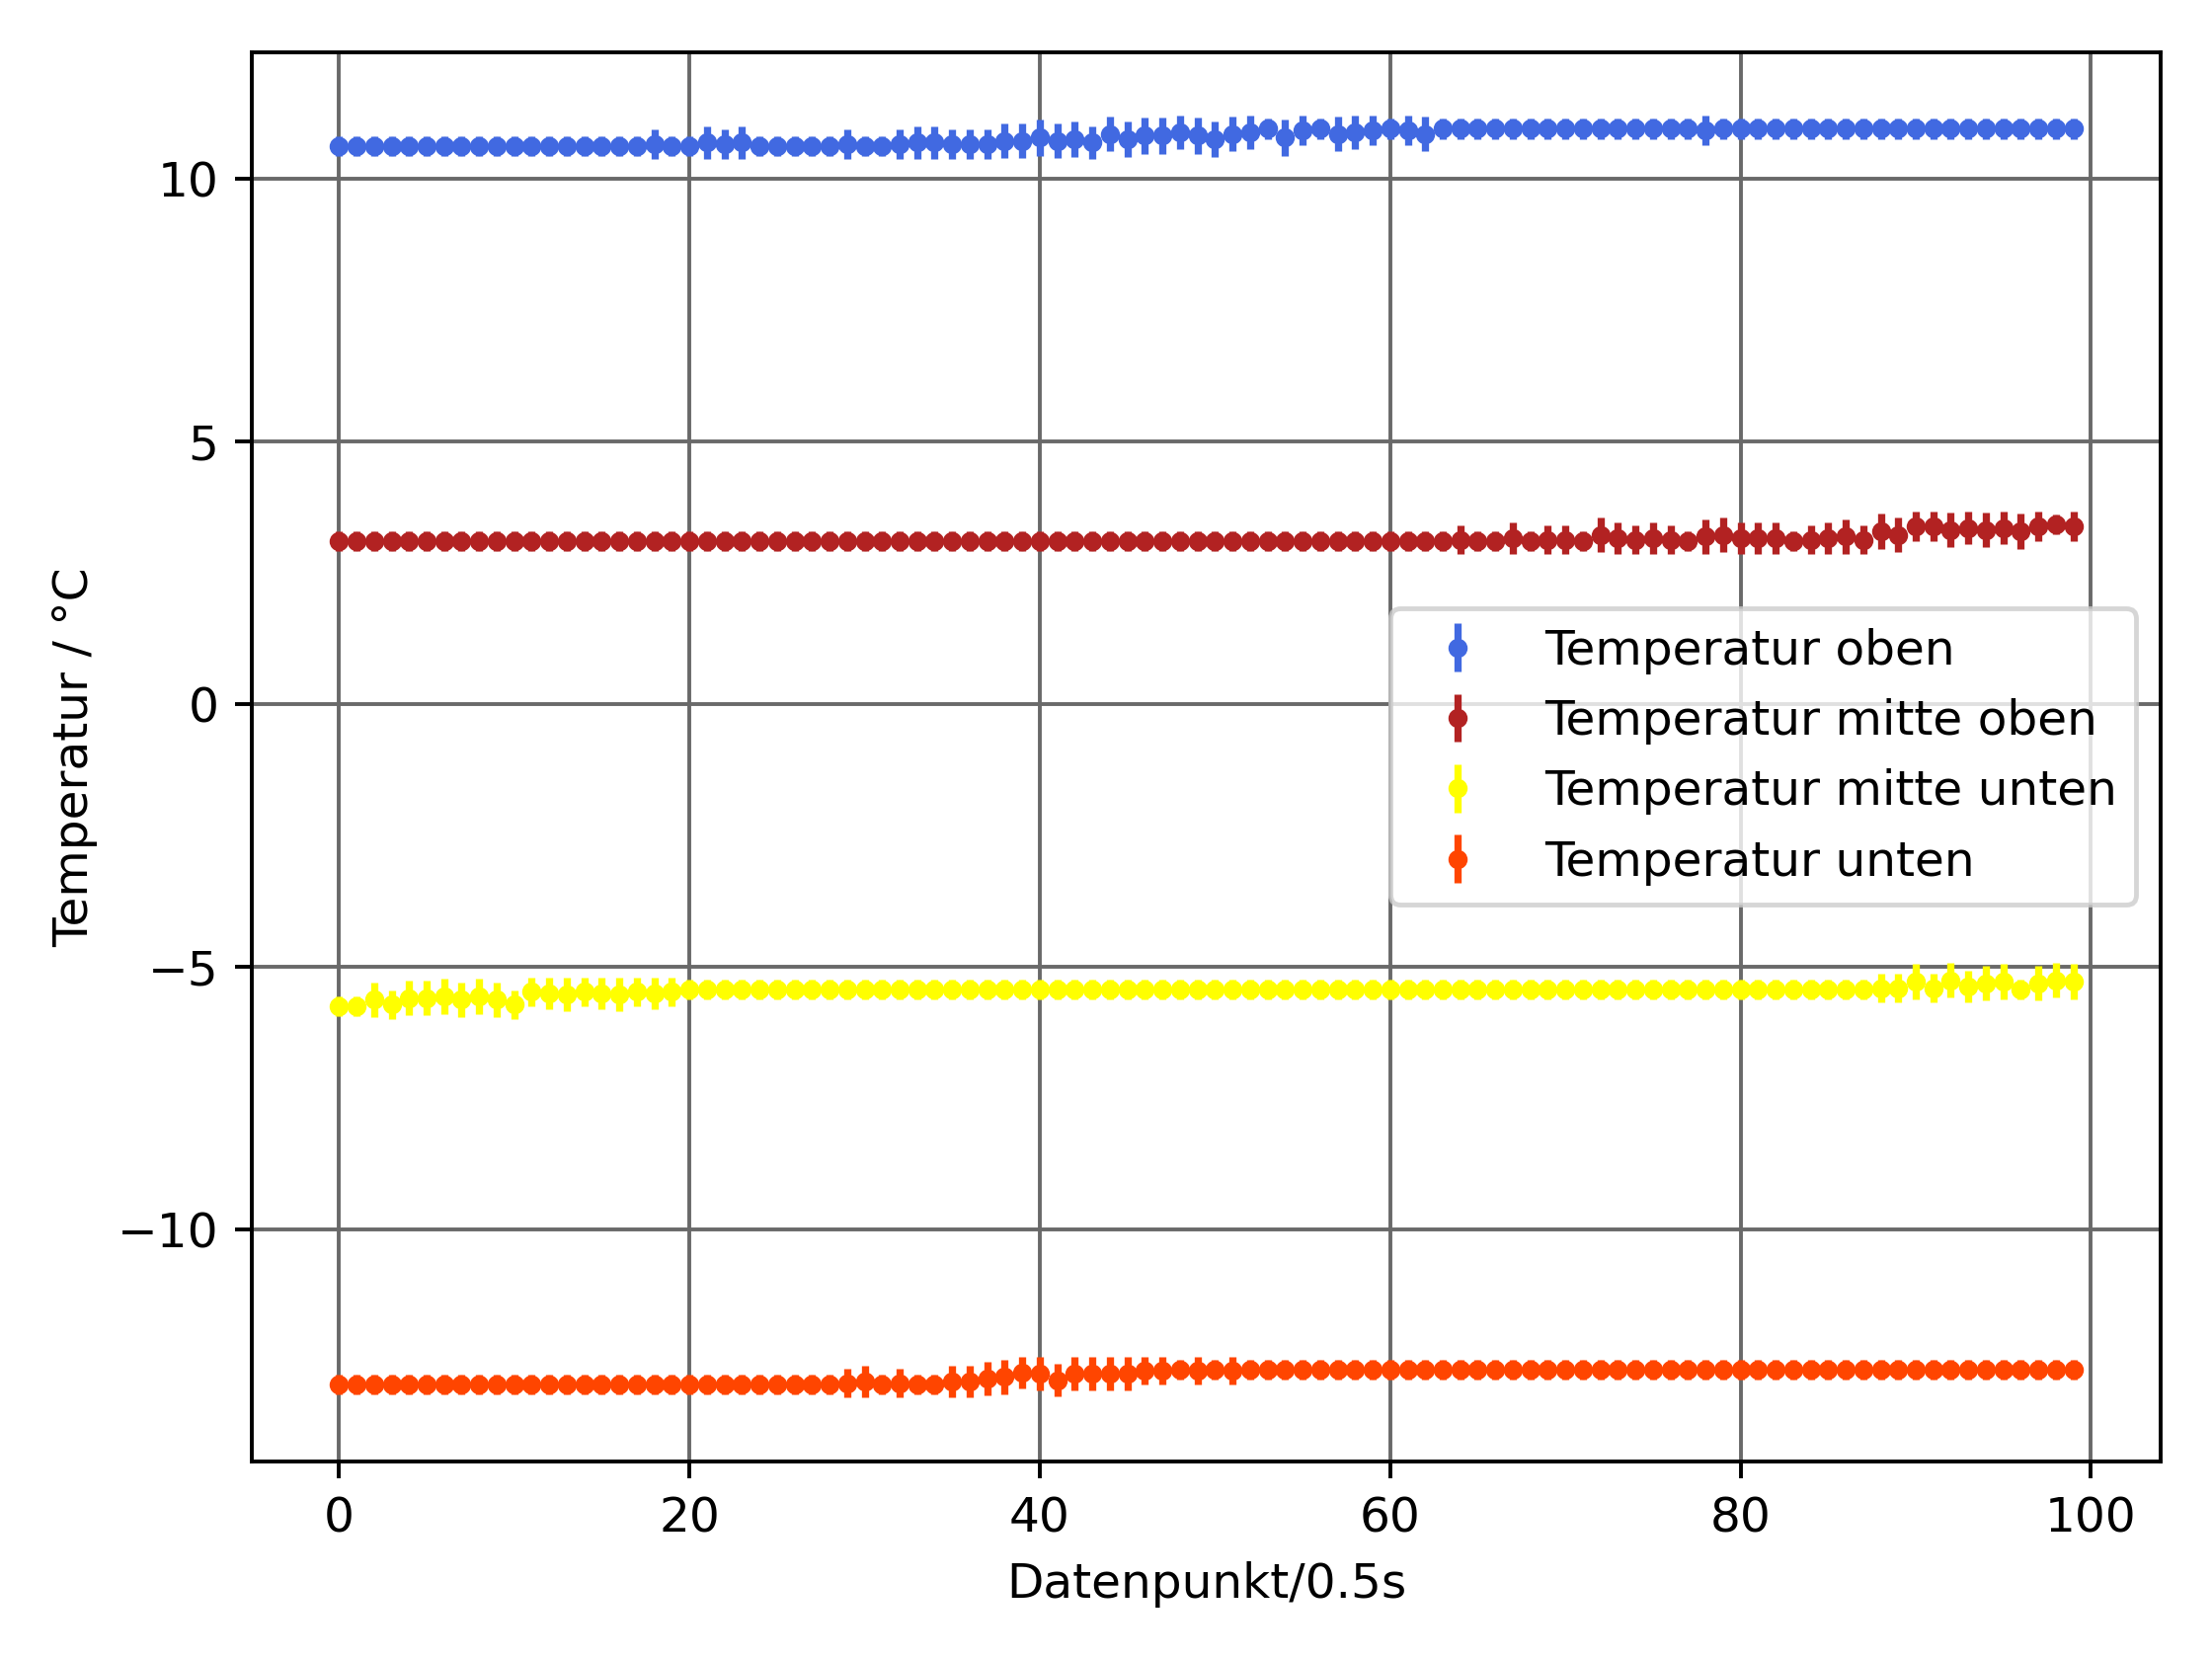 10
5
0
−5
−10
Temperatur / °C
Temperatur oben
Temperatur mitte oben
Temperatur mitte unten
Temperatur unten
0 20 40 60 80 100
Datenpunkt/0.5s